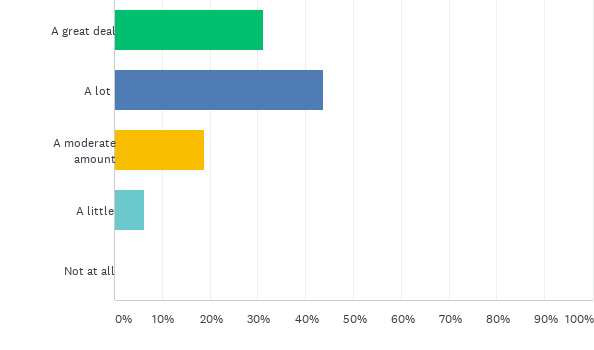 A great deal
A lot
A moderate
amount
A little
Not at all
0% 10% 20% 30% 40% 50% 60% 70% 80% 90% 100%